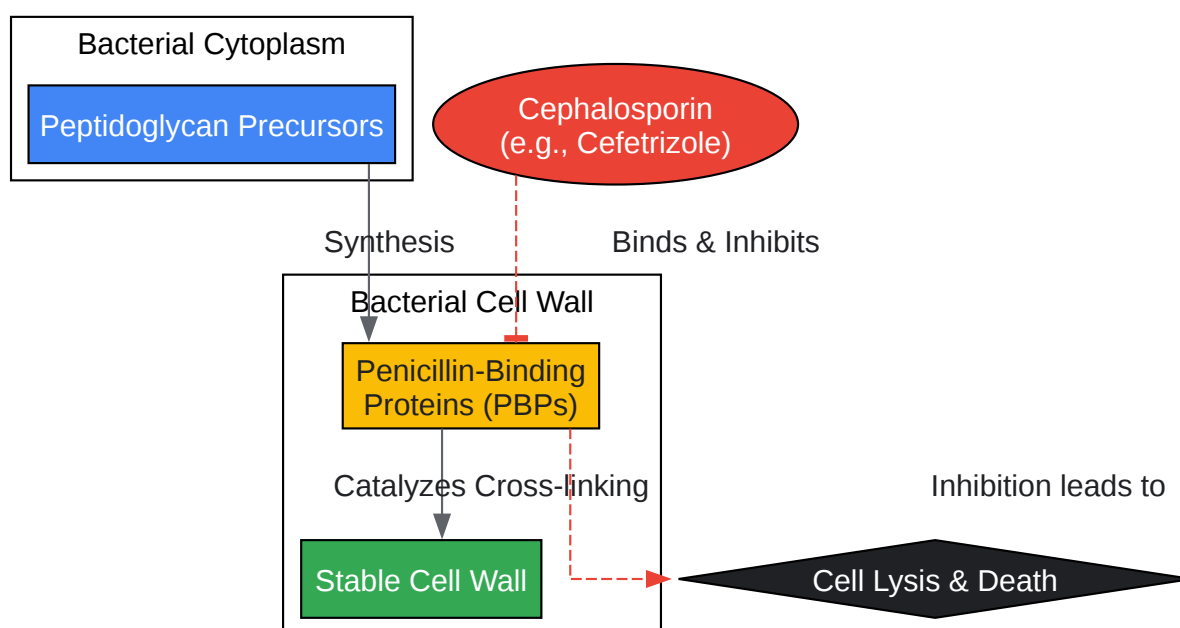 Bacterial Cytoplasm
Peptidoglycan Precursors
Cephalosporin
(e.g., Cefetrizole)
Synthesis
Binds & Inhibits
Bacterial Cell Wall
Penicillin-Binding
Proteins (PBPs)
Catalyzes Cross-linking
Inhibition leads to
Stable Cell Wall
Cell Lysis & Death